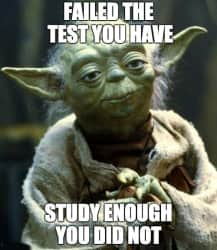 FAILED THE
TEST YOU HAVE
STUDY ENOUGH
YOU DID NOT